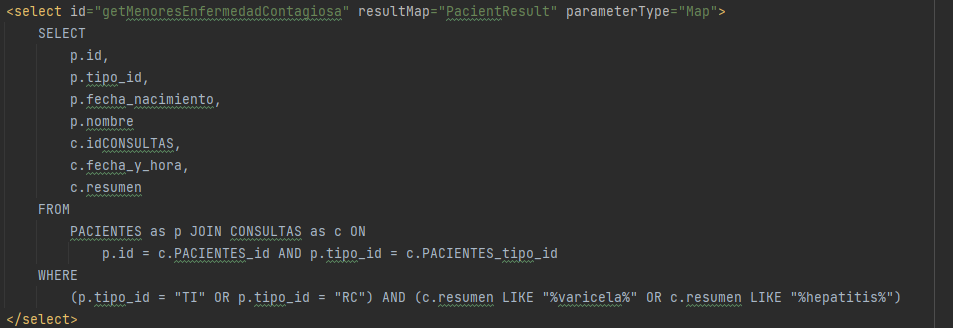 <select id="getMenoresEnfermedadContagiosa" resultMap="PacientResult" parameterType="Map">
SELECT
p.id,
p.tipo_id,
p.fecha_nacimiento,
p.nombre
c.idCONSULTAS,
c.fecha_y_hora,
c.resumen
FROM
PACIENTES as p JOIN CONSULTAS as c ON
p.id = c.PACIENTES_id AND p.tipo_id = c.PACIENTES_tipo_id
WHERE
(p.tipo_id = "TI" OR p.tipo_id = "RC") AND (c.resumen LIKE "%varicela%" OR c.resumen LIKE "%hepatitis%")
</select>